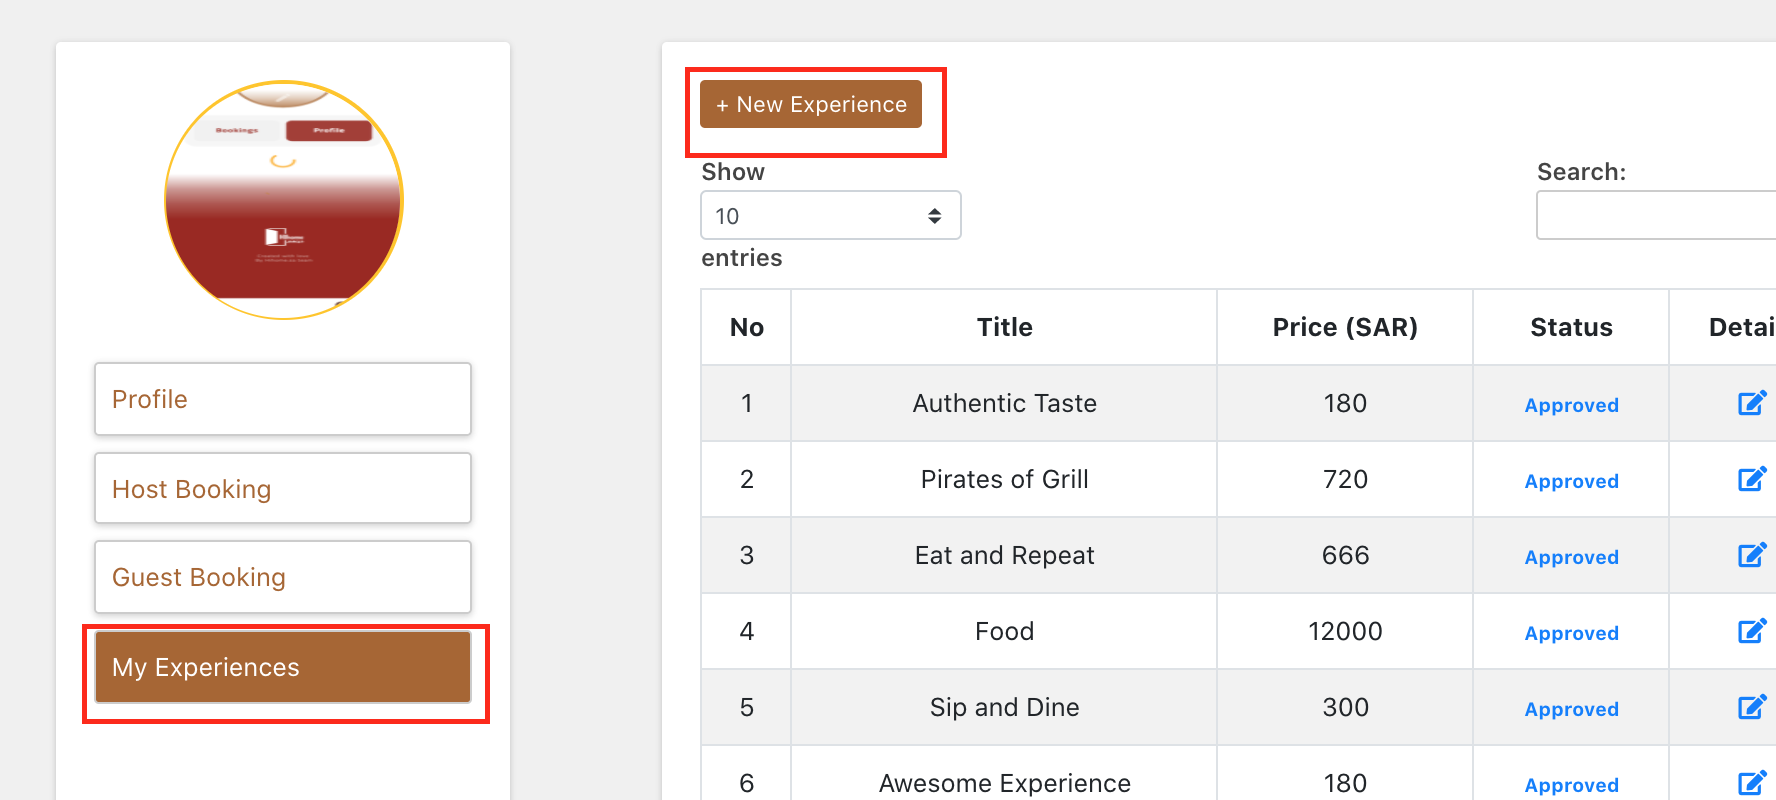 Bookings Profile
Profile
Host Booking
Guest Booking
My Experiences
+ New Experience
Show
10
entries
Search:
No Title Price (SAR) Status Detai
1 Authentic Taste 180 Approved
2 Pirates of Grill 720 Approved
3 Eat and Repeat 666 Approved
4 Food 12000 Approved
5 Sip and Dine 300 Approved
6 Awesome Experience 180 Approved